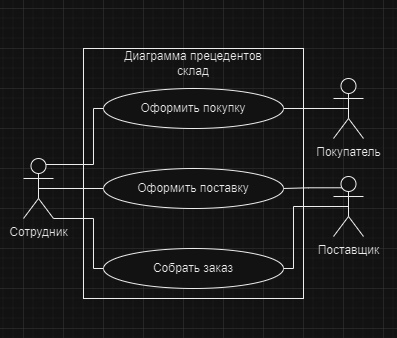 Диаграмма прецедентов
склад
Оформить покупку
Покупатель
Оформить поставку
Сотрудник
Поставщик
Собрать заказ